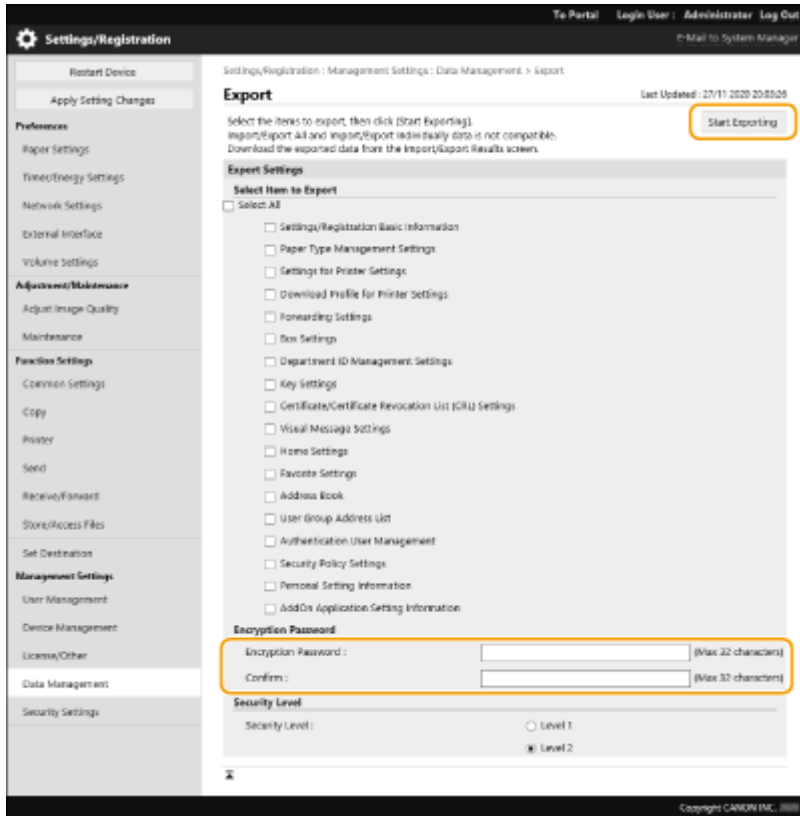 To Portal Login User : Administrator Log Out
Settings/Registration
E-Mail to System Manager
Restart Device
Apply Setting Changes
Preferences
Paper Settings
Timer/Energy Settings
Network Settings
External Interface
Volume Settings
Adjustment/Maintenance
Adjust Image Quality
Maintenance
Function Settings
Common Settings
Copy
Printer
Send
Receive/Forward
Store/Access Files
Set Destination
Management Settings
User Management
Device Management
License/Other
Data Management
Security Settings
Settings/Registration : Management Settings : Data Management > Export
Export
Last Updated : 27/11 2020 20:03:26
Select the items to export, then click [Start Exporting].
Import/Export All and Import/Export Individually data is not compatible.
Download the exported data from the Import/Export Results screen.
Start Exporting
Export Settings
Select Item to Export
Select All
Settings/Registration Basic Information
Paper Type Management Settings
Settings for Printer Settings
Download Profile for Printer Settings
Forwarding Settings
Box Settings
Department ID Management Settings
Key Settings
Certificate/Certificate Revocation List (CRL) Settings
Visual Message Settings
Home Settings
Favorite Settings
Address Book
User Group Address List
Authentication User Management
Security Policy Settings
Personal Setting Information
AddOn Application Setting Information
Encryption Password
Encryption Password : (Max 32 characters)
Confirm : (Max 32 characters)
Security Level
Security Level : Level 1
Level 2
Copyright CANON INC.